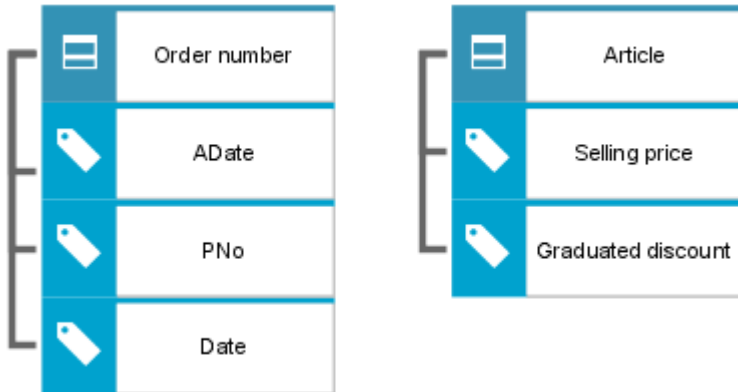 Order number
ADate
PNo
Date
Article
Selling price
Graduated discount